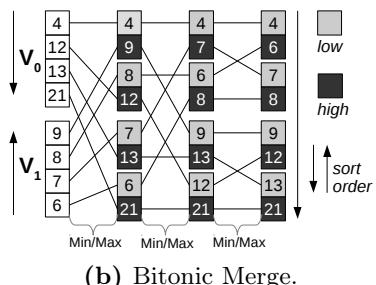 4 4 4 4
12 9 7 6
13 8 6 7
21 12 8 8
9 7 9 9
8 13 13 12
7 6 12 13
6 21 21 21
V0
V1
low
high
sort
order
Min/Max Min/Max Min/Max
(b) Bitonic Merge.